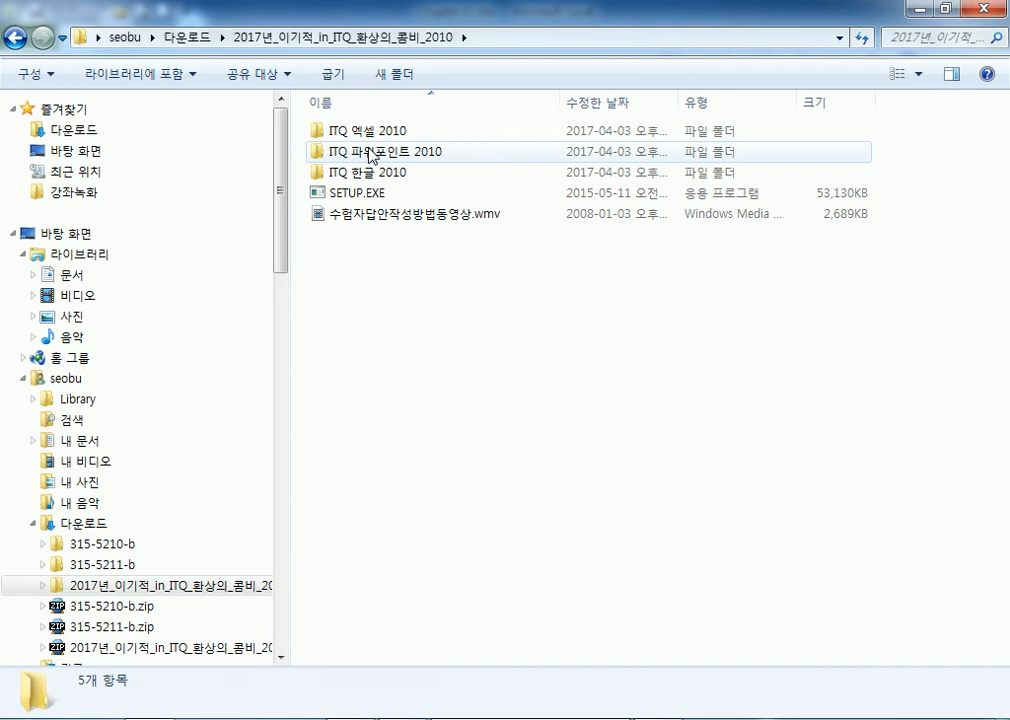 seobu ▸ 다운로드 ▸ 2017년_이기적_in_ITQ_환상의_콤비_2010 ▸
2017년_이기적_...
구성 라이브러리에 포함 공유 대상 굽기 새 폴더
즐겨찾기
다운로드
바탕 화면
최근 위치
강좌녹화
바탕 화면
라이브러리
문서
비디오
사진
음악
홈 그룹
seobu
Library
검색
내 문서
내 비디오
내 사진
내 음악
다운로드
315-5210-b
315-5211-b
2017년_이기적_in_ITQ_환상의_콤비_20
315-5210-b.zip
315-5211-b.zip
2017년_이기적_in_ITQ_환상의_콤비_20
이름 수정한 날짜 유형 크기
ITQ 엑셀 2010 2017-04-03 오후... 파일 폴더
ITQ 파워포인트 2010 2017-04-03 오후... 파일 폴더
ITQ 한글 2010 2017-04-03 오후... 파일 폴더
SETUP.EXE 2015-05-11 오전... 응용 프로그램 53,130KB
수험자답안작성방법동영상.wmv 2008-01-03 오후... Windows Media ... 2,689KB
5개 항목